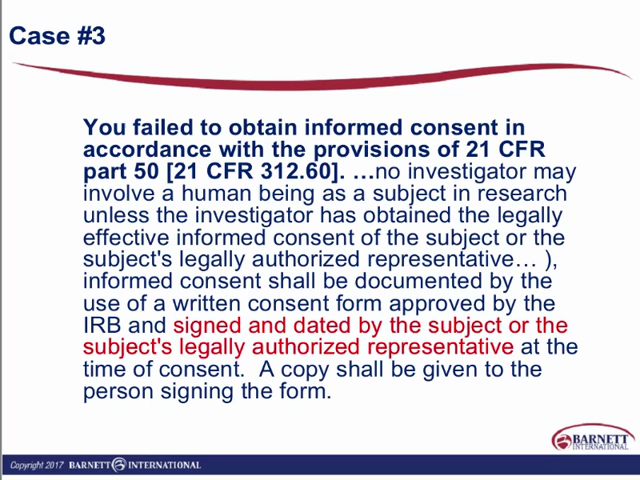 Case #3
You failed to obtain informed consent in
accordance with the provisions of 21 CFR
part 50 [21 CFR 312.60]. …no investigator may
involve a human being as a subject in research
unless the investigator has obtained the legally
effective informed consent of the subject or the
subject's legally authorized representative… ),
informed consent shall be documented by the
use of a written consent form approved by the
IRB and signed and dated by the subject or the
subject's legally authorized representative at the
time of consent. A copy shall be given to the
person signing the form.
BARNETT
INTERNATIONAL
Copyright 2017 BARNETT INTERNATIONAL